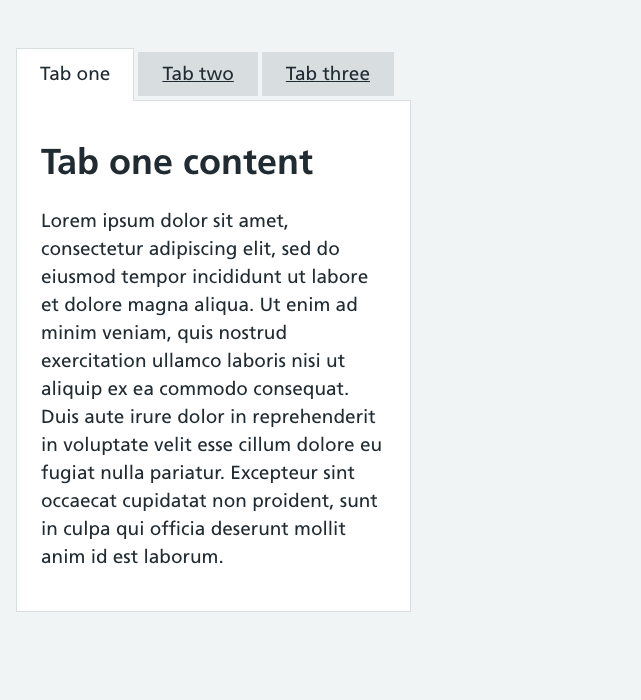 Tab one
Tab two
Tab three
Tab one content
Lorem ipsum dolor sit amet,
consectetur adipiscing elit, sed do
eiusmod tempor incididunt ut labore
et dolore magna aliqua. Ut enim ad
minim veniam, quis nostrud
exercitation ullamco laboris nisi ut
aliquip ex ea commodo consequat.
Duis aute irure dolor in reprehenderit
in voluptate velit esse cillum dolore eu
fugiat nulla pariatur. Excepteur sint
occaecat cupidatat non proident, sunt
in culpa qui officia deserunt mollit
anim id est laborum.